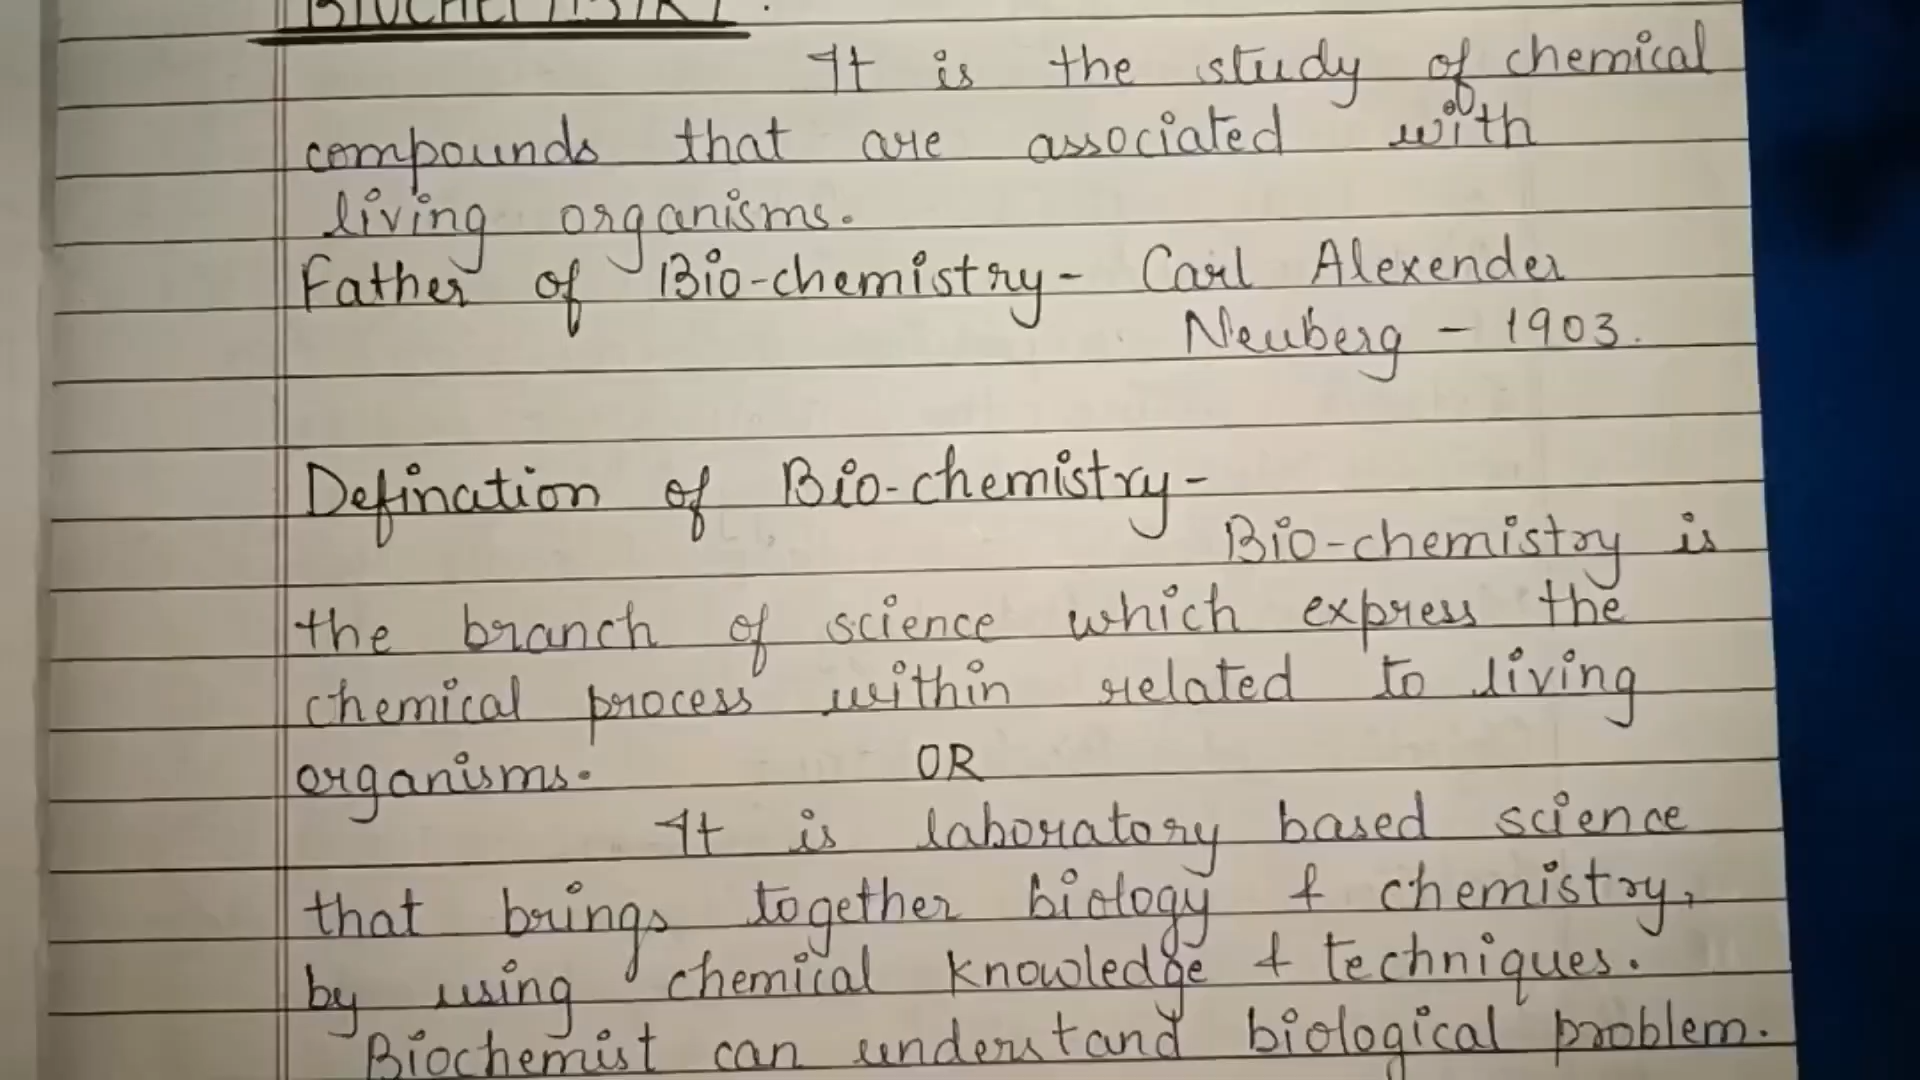 BIOCHEMISTRY.
It is the study of chemical
compounds that are associated with
living organisms.
Father of Bio-chemistry- Carl Alexender
Neuberg - 1903.
Defination of Bio-chemistry-
Bio-chemistry is
the branch of science which express the
chemical process within related to living
organisms. OR
It is laboratory based science
that brings together biology & chemistry,
by using chemical knowledge & techniques.
Biochemist can understand biological problem.